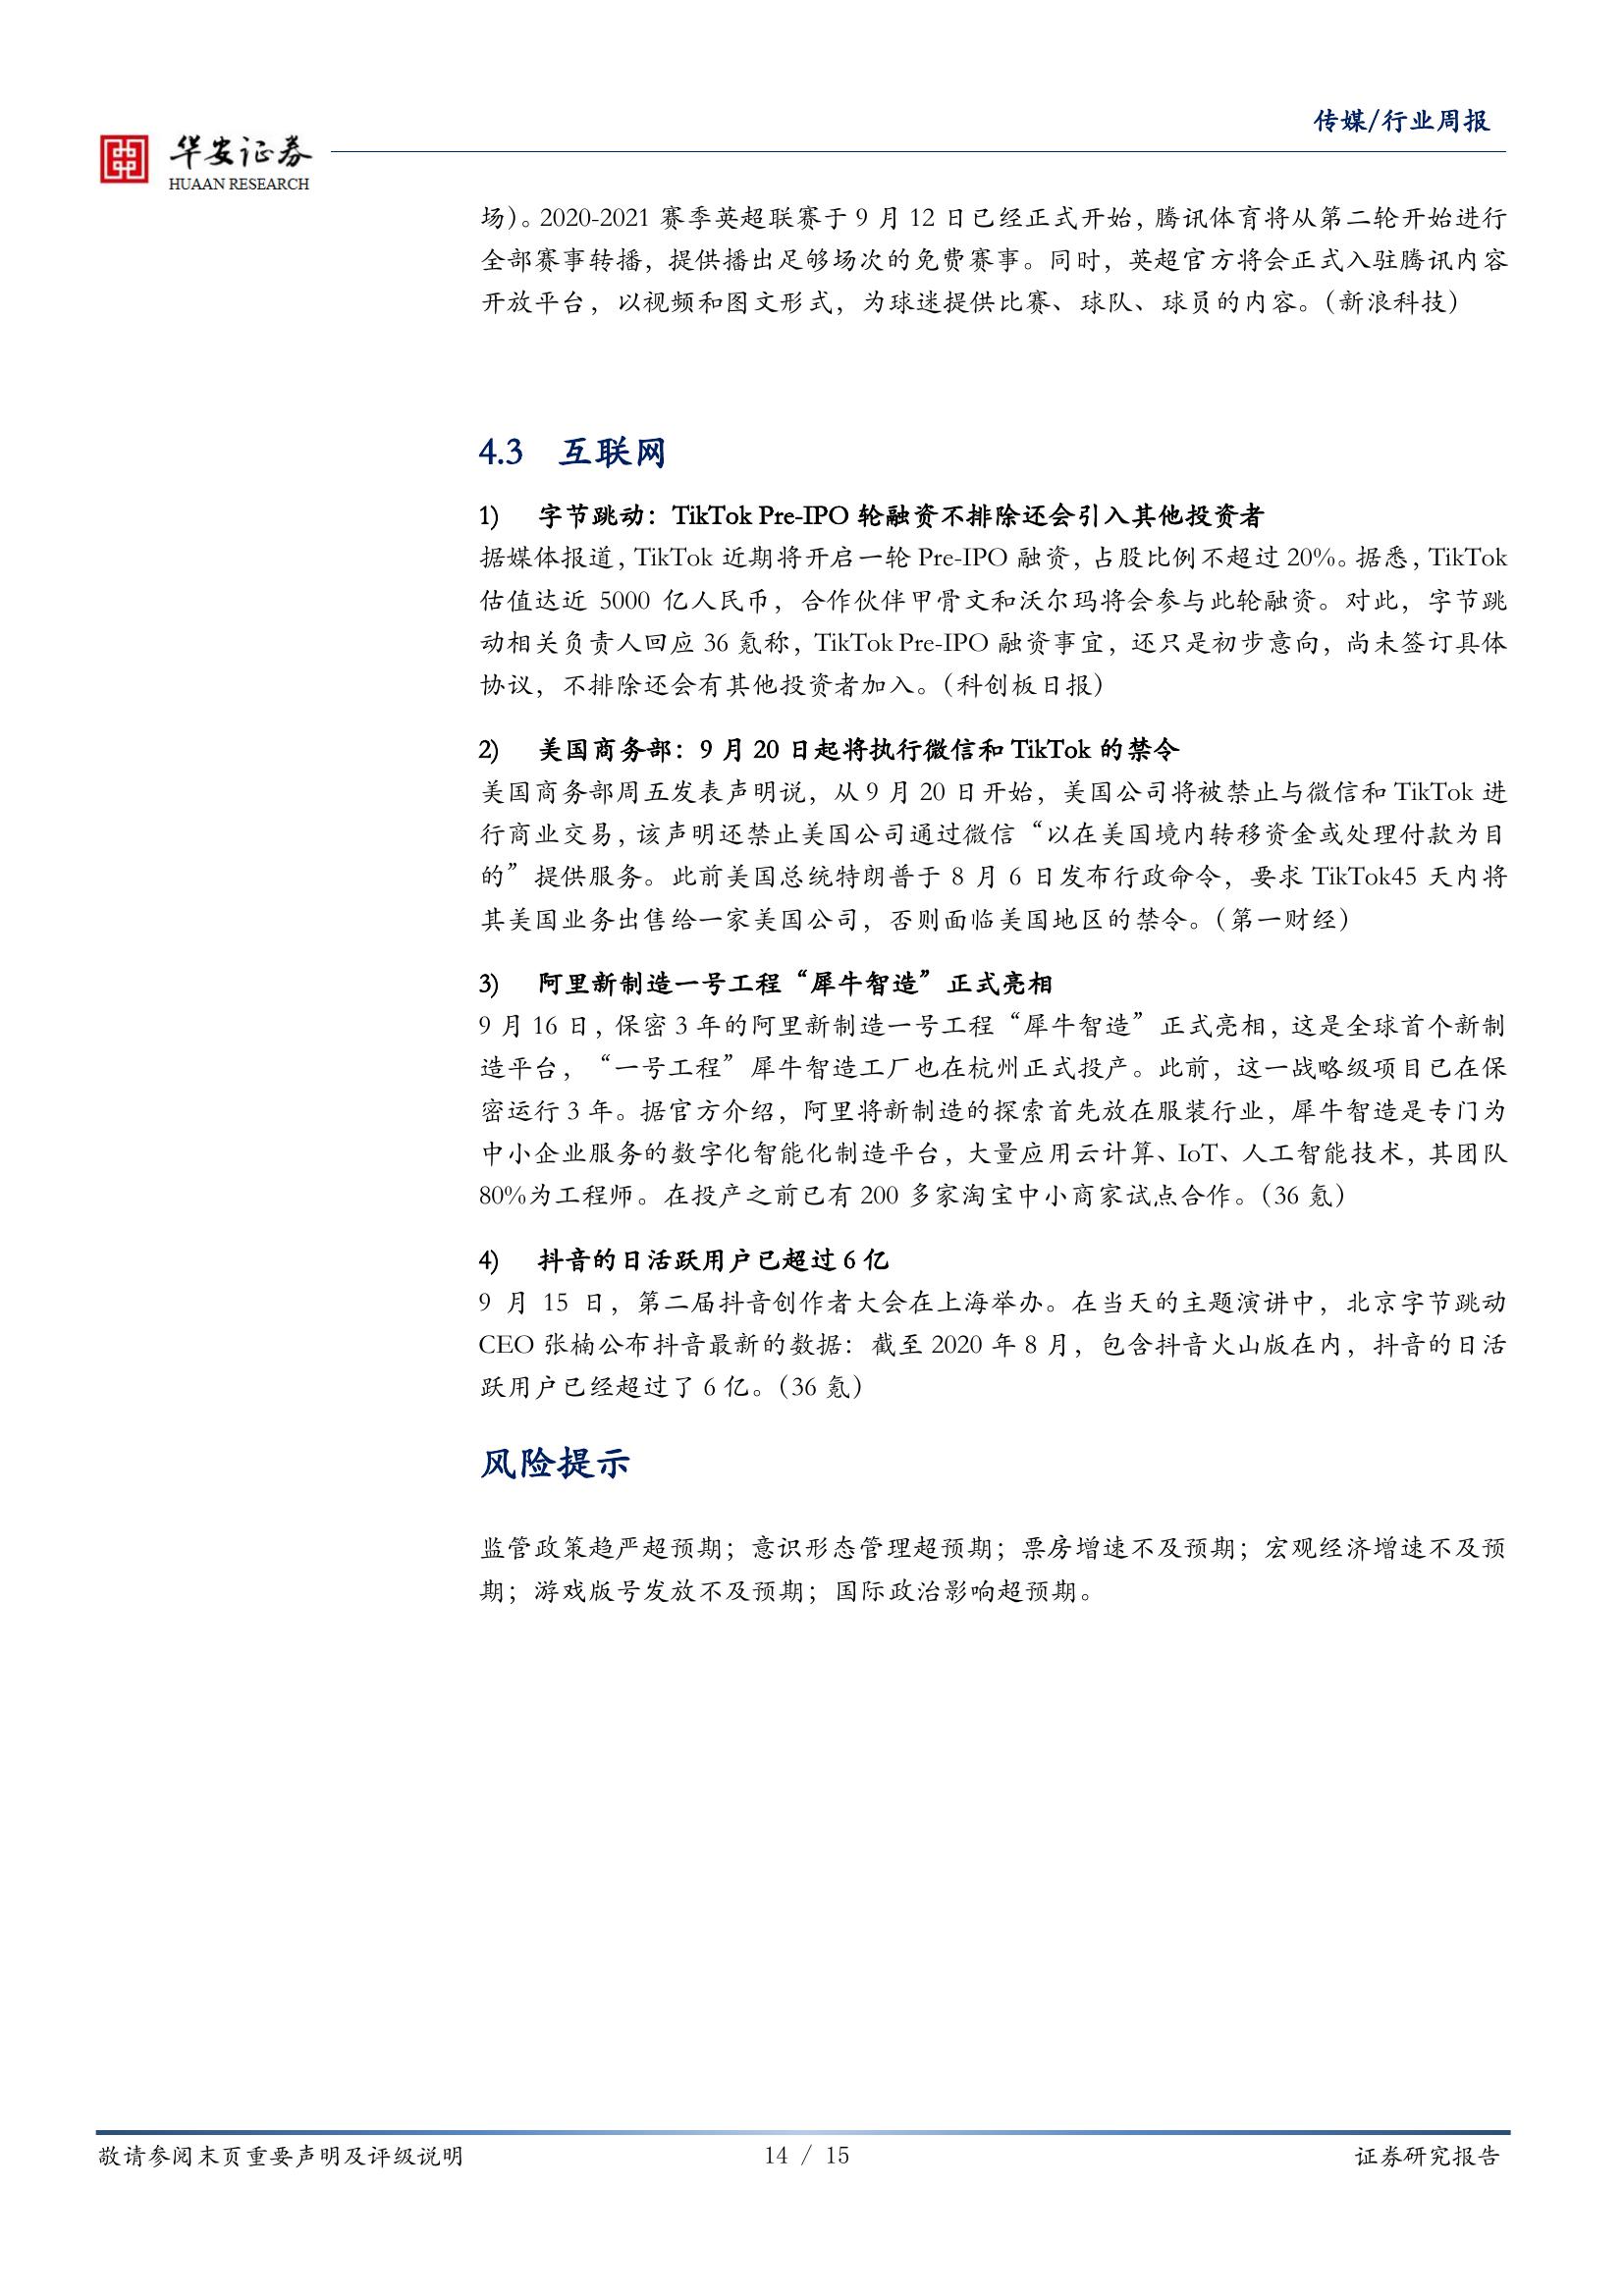 传媒/行业周报
华安证券
HUAAN RESEARCH
场)。2020-2021 赛季英超联赛于 9 月 12 日已经正式开始，腾讯体育将从第二轮开始进行
全部赛事转播，提供播出足够场次的免费赛事。同时，英超官方将会正式入驻腾讯内容
开放平台，以视频和图文形式，为球迷提供比赛、球队、球员的内容。（新浪科技）
4.3 互联网
1) 字节跳动：TikTok Pre-IPO 轮融资不排除还会引入其他投资者
据媒体报道，TikTok 近期将开启一轮 Pre-IPO 融资，占股比例不超过 20%。据悉，TikTok
估值达近 5000 亿人民币，合作伙伴甲骨文和沃尔玛将会参与此轮融资。对此，字节跳
动相关负责人回应 36 氪称，TikTok Pre-IPO 融资事宜，还只是初步意向，尚未签订具体
协议，不排除还会有其他投资者加入。（科创板日报）
2) 美国商务部：9 月 20 日起将执行微信和 TikTok 的禁令
美国商务部周五发表声明说，从 9 月 20 日开始，美国公司将被禁止与微信和 TikTok 进
行商业交易，该声明还禁止美国公司通过微信“以在美国境内转移资金或处理付款为目
的”提供服务。此前美国总统特朗普于 8 月 6 日发布行政命令，要求 TikTok45 天内将
其美国业务出售给一家美国公司，否则面临美国地区的禁令。（第一财经）
3) 阿里新制造一号工程“犀牛智造”正式亮相
9 月 16 日，保密 3 年的阿里新制造一号工程“犀牛智造”正式亮相，这是全球首个新制
造平台，“一号工程”犀牛智造工厂也在杭州正式投产。此前，这一战略级项目已在保
密运行 3 年。据官方介绍，阿里将新制造的探索首先放在服装行业，犀牛智造是专门为
中小企业服务的数字化智能化制造平台，大量应用云计算、IoT、人工智能技术，其团队
80%为工程师。在投产之前已有 200 多家淘宝中小商家试点合作。（36 氪）
4) 抖音的日活跃用户已超过 6 亿
9 月 15 日，第二届抖音创作者大会在上海举办。在当天的主题演讲中，北京字节跳动
CEO 张楠公布抖音最新的数据：截至 2020 年 8 月，包含抖音火山版在内，抖音的日活
跃用户已经超过了 6 亿。（36 氪）
风险提示
监管政策趋严超预期；意识形态管理超预期；票房增速不及预期；宏观经济增速不及预
期；游戏版号发放不及预期；国际政治影响超预期。
敬请参阅末页重要声明及评级说明
14 / 15
证券研究报告